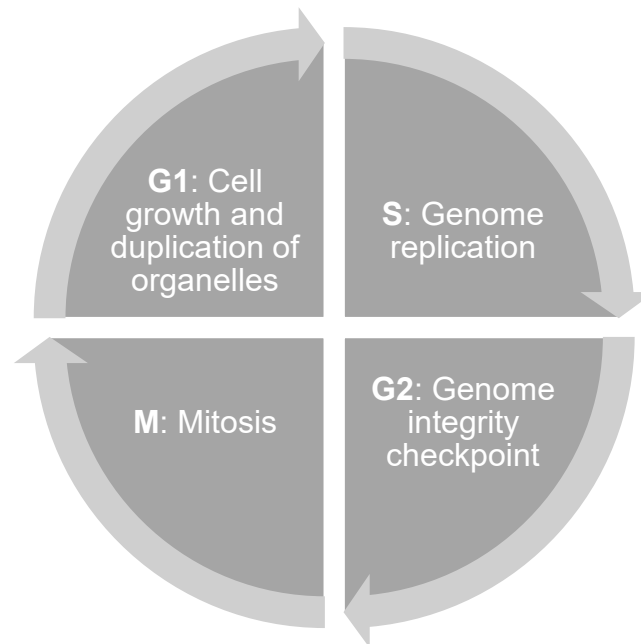 G1: Cell
growth and
duplication of
organelles
S: Genome
replication
M: Mitosis
G2: Genome
integrity
checkpoint